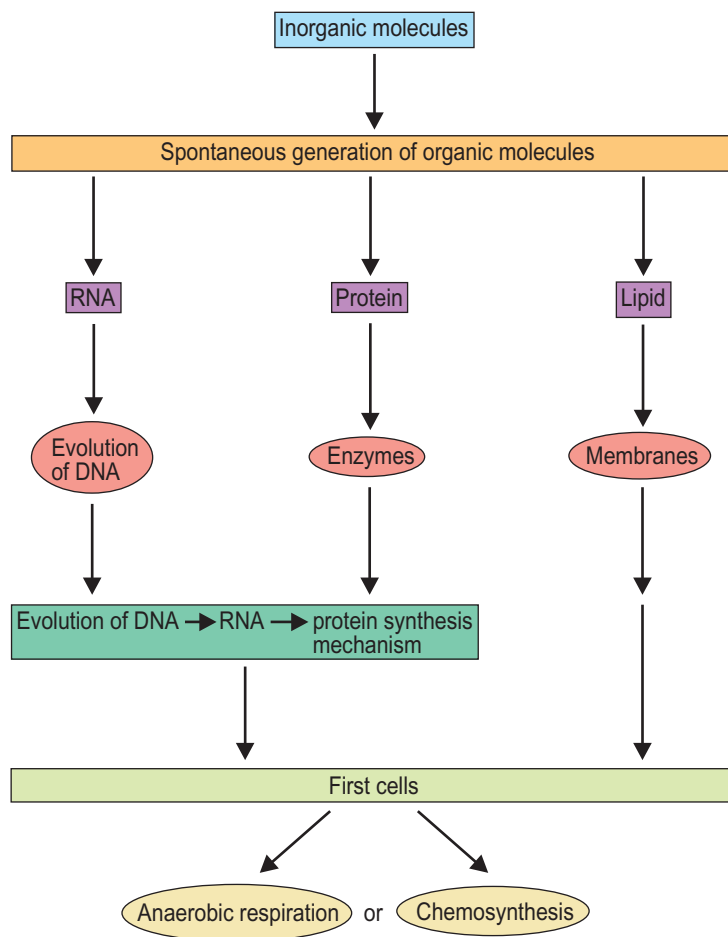 Inorganic molecules
Spontaneous generation of organic molecules
RNA
Protein
Lipid
Evolution
of DNA
Enzymes
Membranes
Evolution of DNA → RNA → protein synthesis
mechanism
First cells
Anaerobic respiration or Chemosynthesis